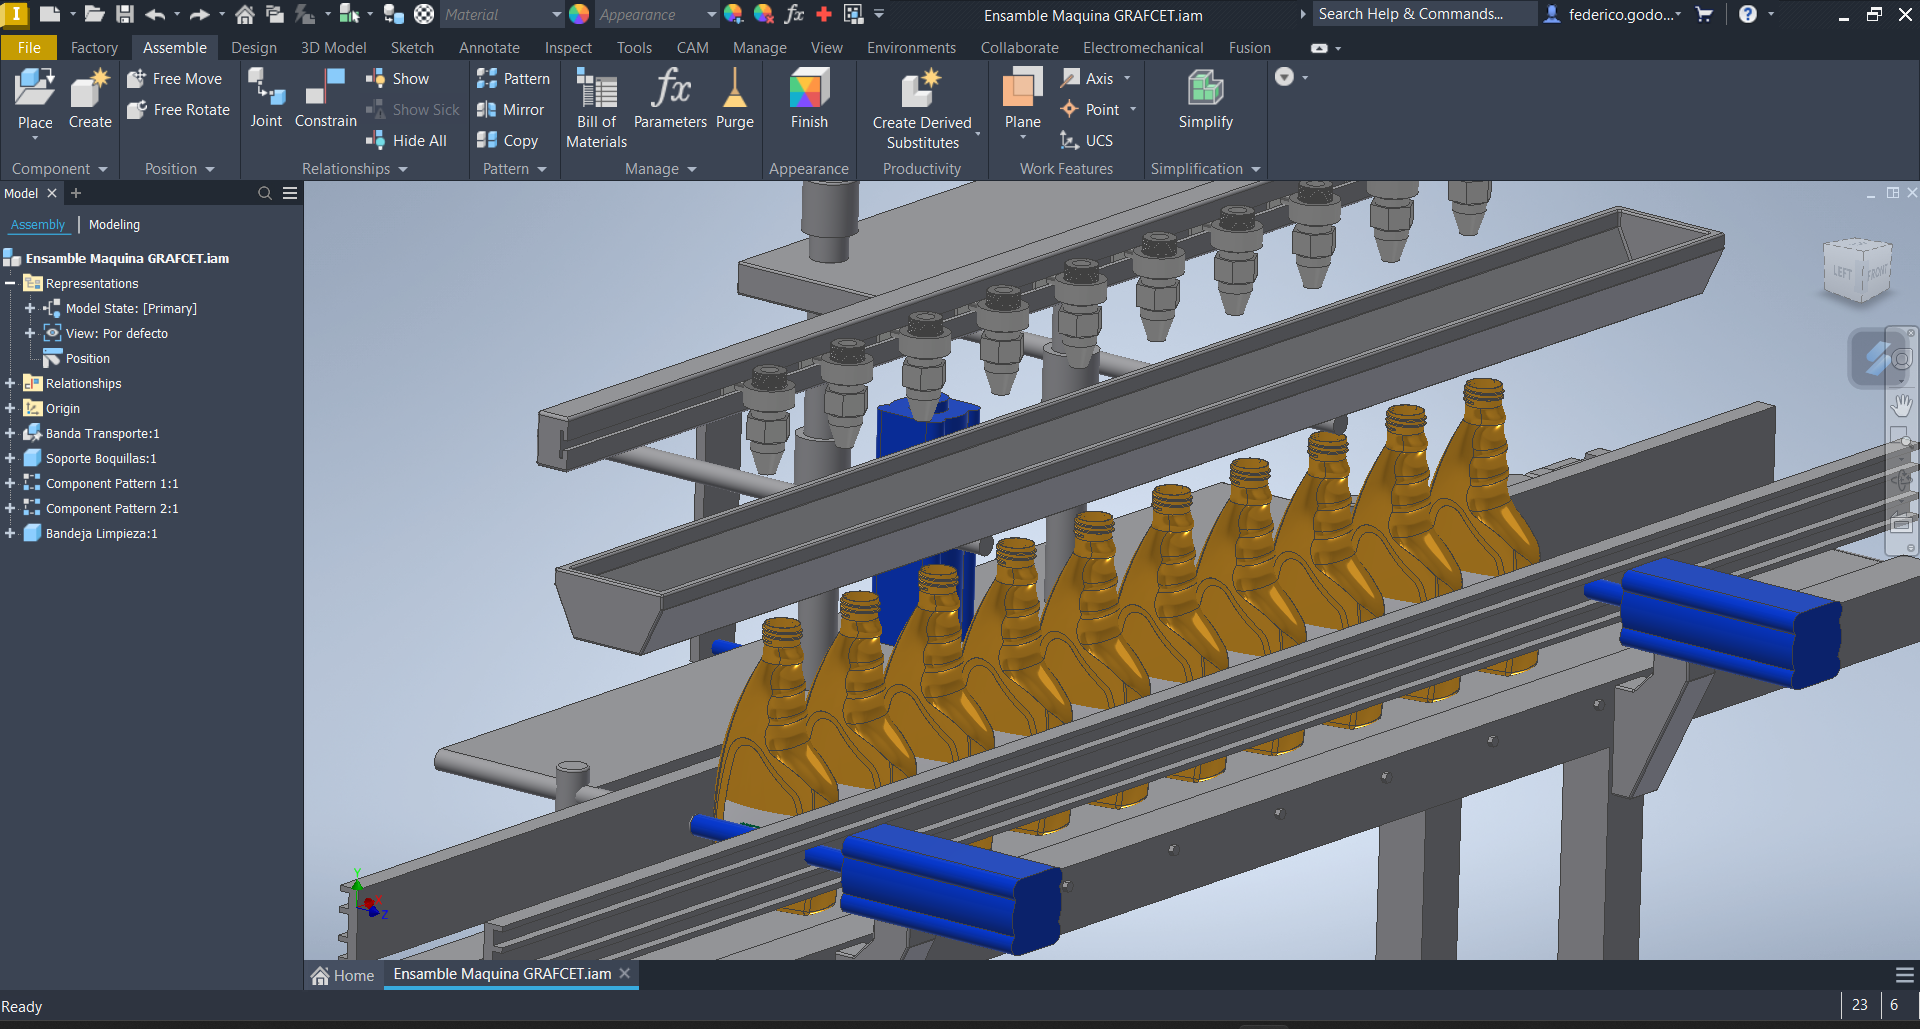 Material
Appearance
fx
Ensamble Maquina GRAFCET.iam
Search Help & Commands...
federico.godo...
File
Factory
Assemble
Design
3D Model
Sketch
Annotate
Inspect
Tools
CAM
Manage
View
Environments
Collaborate
Electromechanical
Fusion
Place
Create
Free Move
Free Rotate
Joint
Constrain
Show
Show Sick
Hide All
Pattern
Mirror
Copy
Bill of
Materials
fx
Parameters
Purge
Finish
Create Derived
Substitutes
Plane
Axis
Point
UCS
Simplify
Component
Position
Relationships
Pattern
Manage
Appearance
Productivity
Work Features
Simplification
Model
Assembly
Modeling
Ensamble Maquina GRAFCET.iam
Representations
Model State: [Primary]
View: Por defecto
Position
Relationships
Origin
Banda Transporte:1
Soporte Boquillas:1
Component Pattern 1:1
Component Pattern 2:1
Bandeja Limpieza:1
LEFT
FRONT
Y
X
Z
Home
Ensamble Maquina GRAFCET.iam
Ready
23
6